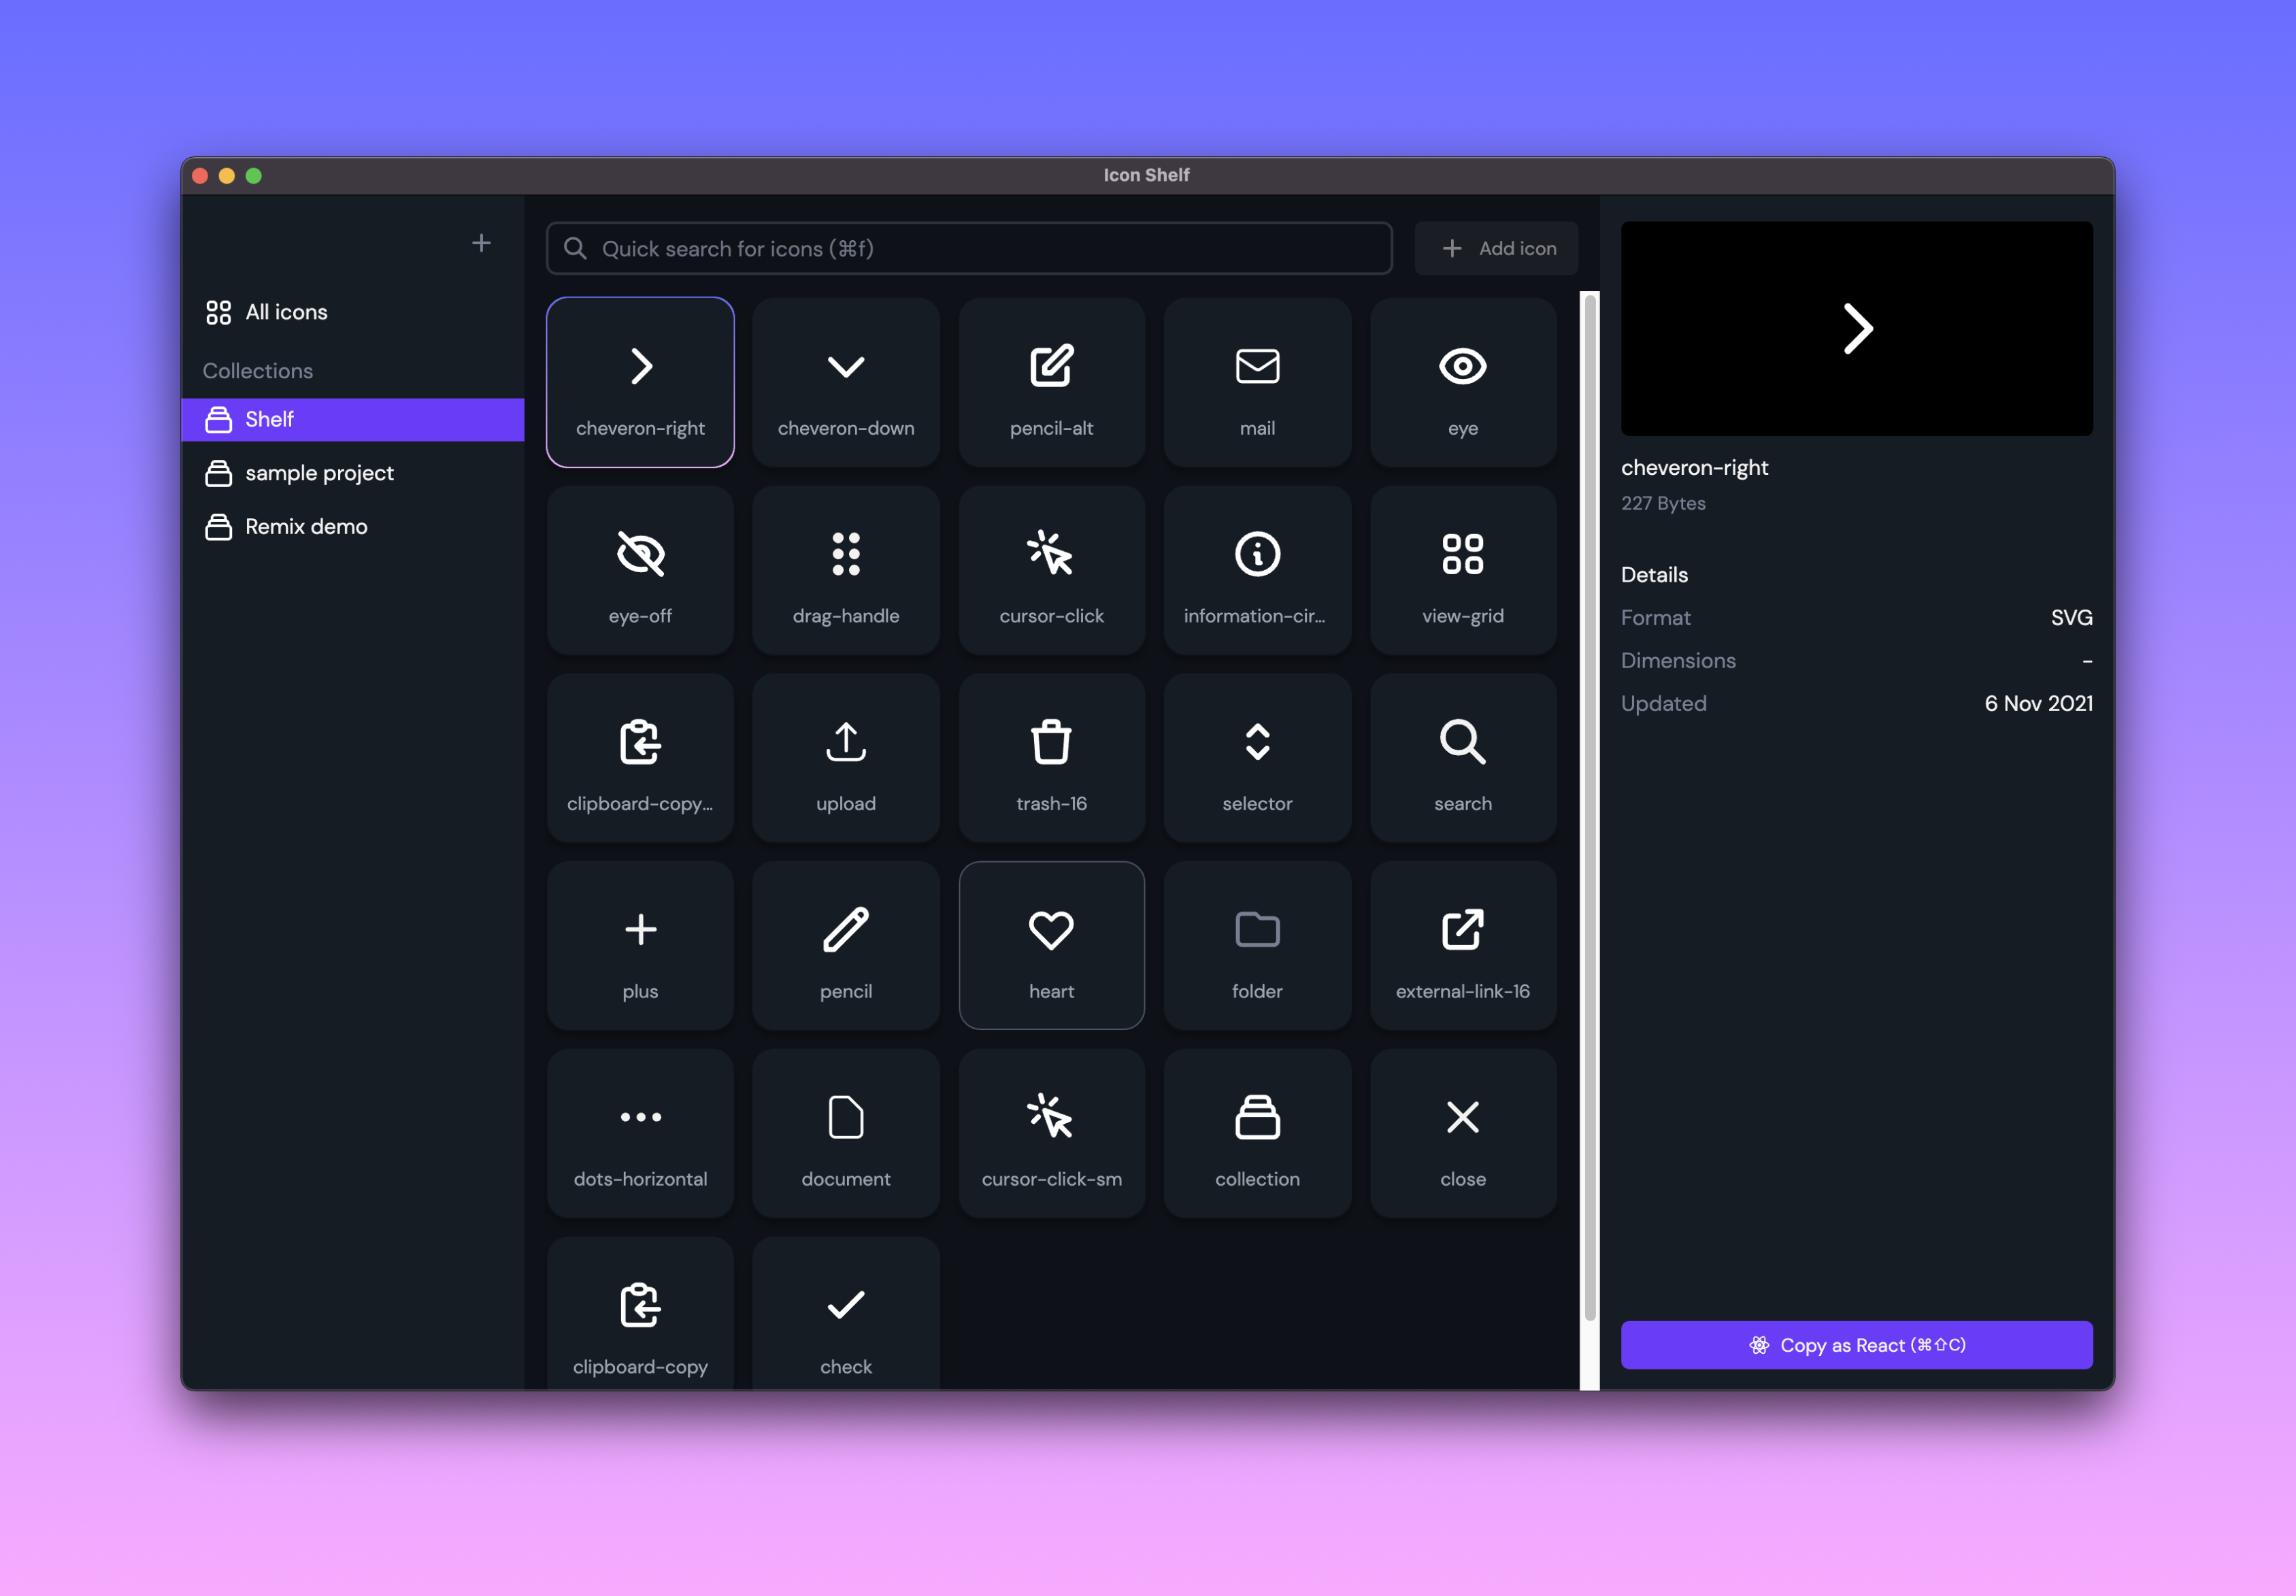 Icon Shelf
All icons
Collections
Shelf
sample project
Remix demo
Quick search for icons (⌘f)
Add icon
cheveron-right
cheveron-down
pencil-alt
mail
eye
eye-off
drag-handle
cursor-click
information-cir...
view-grid
clipboard-copy...
upload
trash-16
selector
search
plus
pencil
heart
folder
external-link-16
dots-horizontal
document
cursor-click-sm
collection
close
clipboard-copy
check
cheveron-right
227 Bytes
Details
Format SVG
Dimensions -
Updated 6 Nov 2021
Copy as React (⌘⇧C)